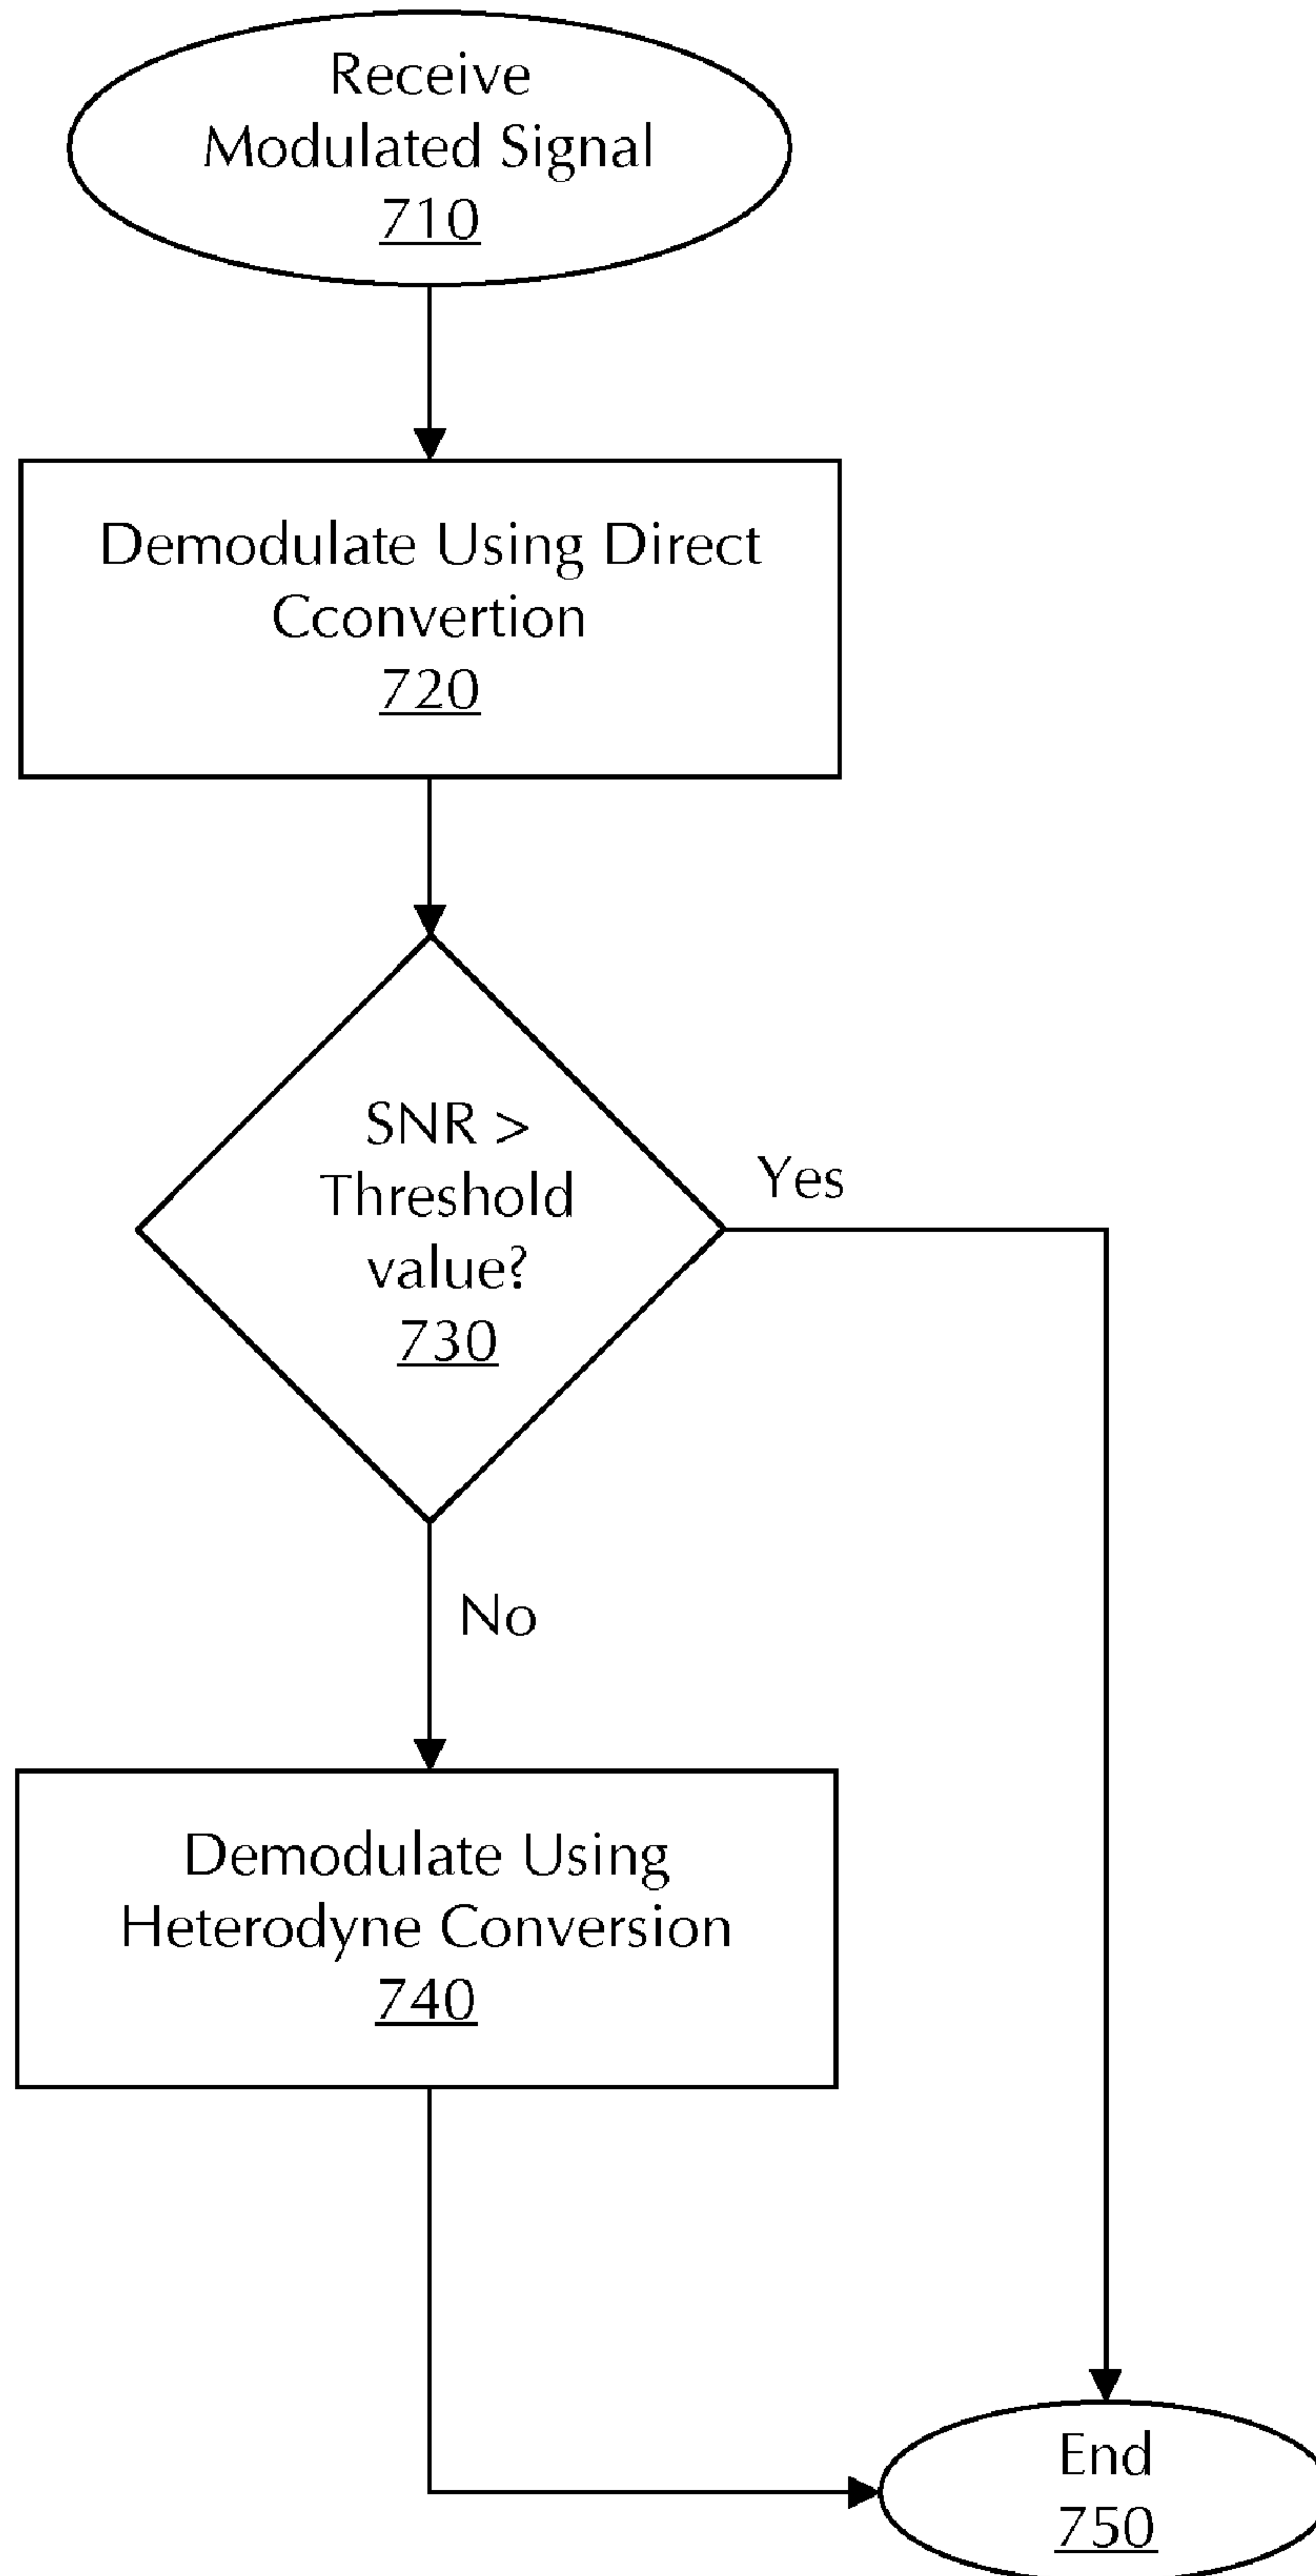 Receive
Modulated Signal
710
Demodulate Using Direct
Cconvertion
720
SNR >
Threshold
value?
730
Yes
No
Demodulate Using
Heterodyne Conversion
740
End
750